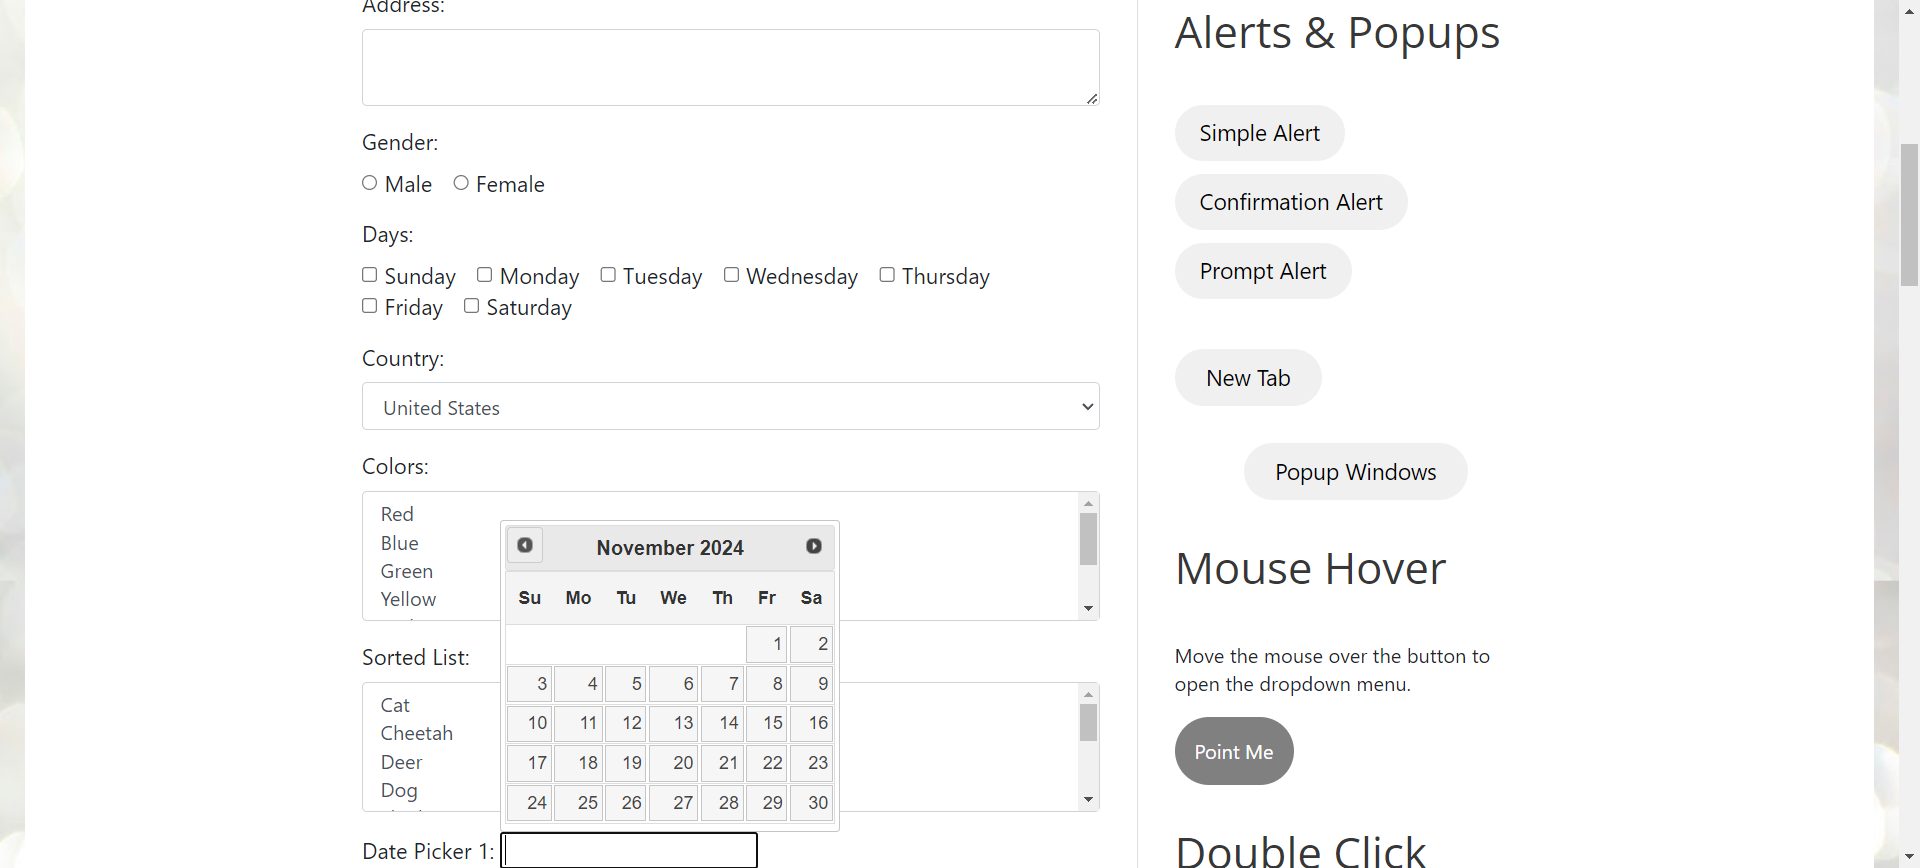 Address:
Gender:
Male Female
Days:
Sunday Monday Tuesday Wednesday Thursday
Friday Saturday
Country:
United States
Colors:
Red
Blue
Green
Yellow
Sorted List:
Cat
Cheetah
Deer
Dog
November 2024
Su Mo Tu We Th Fr Sa
1 2
3 4 5 6 7 8 9
10 11 12 13 14 15 16
17 18 19 20 21 22 23
24 25 26 27 28 29 30
Date Picker 1:
Alerts & Popups
Simple Alert
Confirmation Alert
Prompt Alert
New Tab
Popup Windows
Mouse Hover
Move the mouse over the button to
open the dropdown menu.
Point Me
Double Click